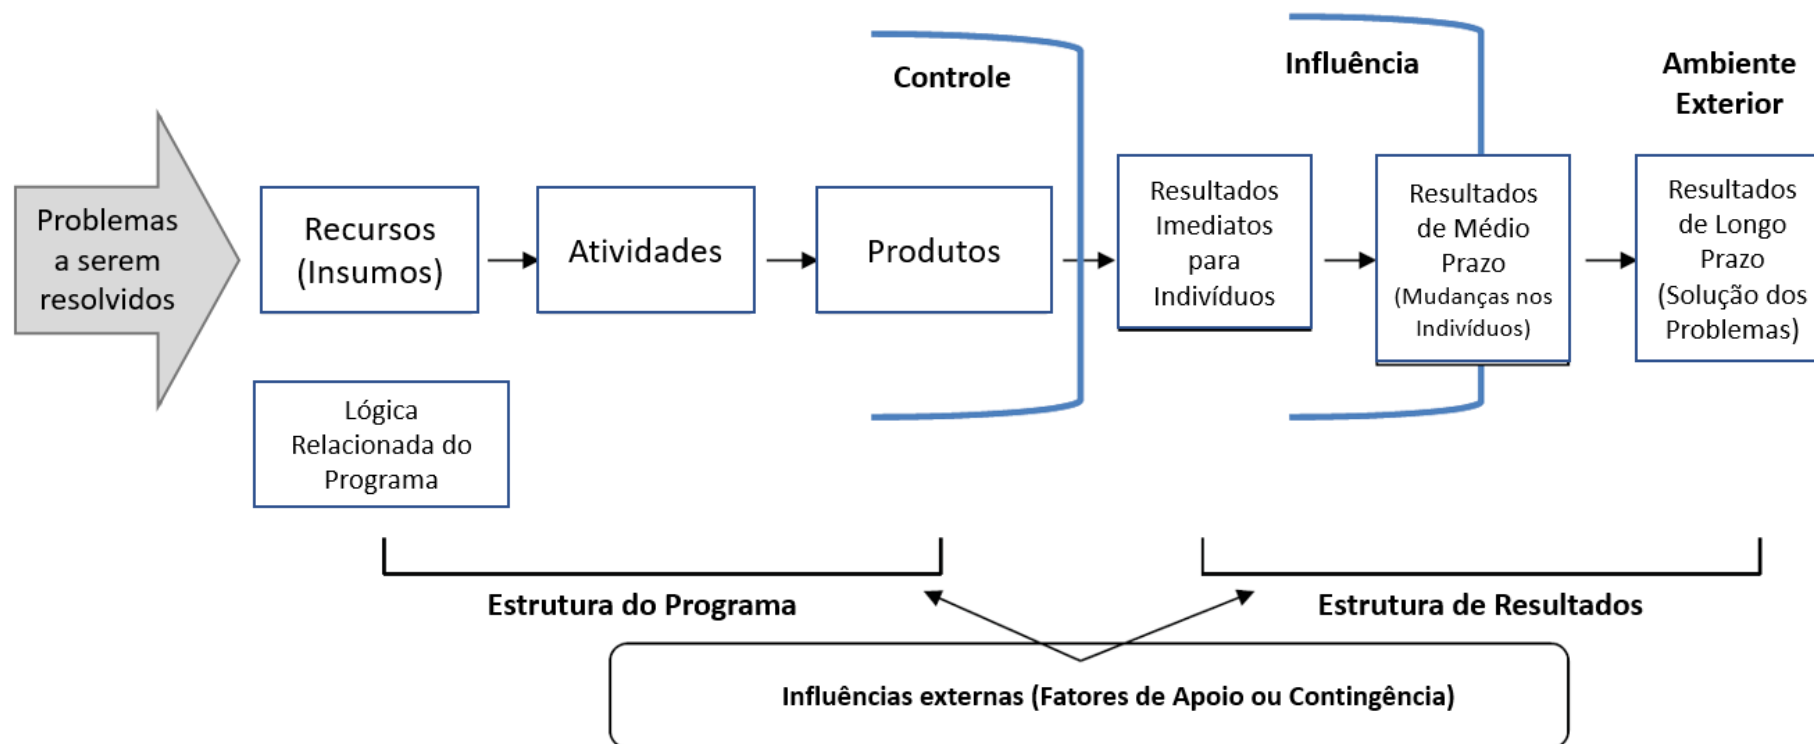 Controle
Influência
Ambiente
Exterior
Problemas
a serem
resolvidos
Recursos
(Insumos)
Atividades
Produtos
Resultados
Imediatos
para
Indivíduos
Resultados
de Médio
Prazo
(Mudanças nos
Indivíduos)
Resultados
de Longo
Prazo
(Solução dos
Problemas)
Lógica
Relacionada do
Programa
Estrutura do Programa
Estrutura de Resultados
Influências externas (Fatores de Apoio ou Contingência)